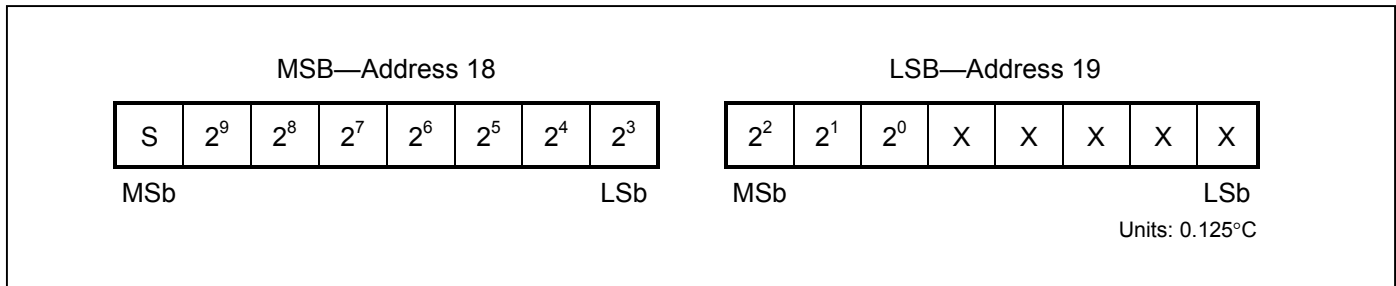 MSB—Address 18 LSB—Address 19
S 2⁹ 2⁸ 2⁷ 2⁶ 2⁵ 2⁴ 2³ 2² 2¹ 2⁰ X X X X X
MSb LSb MSb LSb
Units: 0.125°C